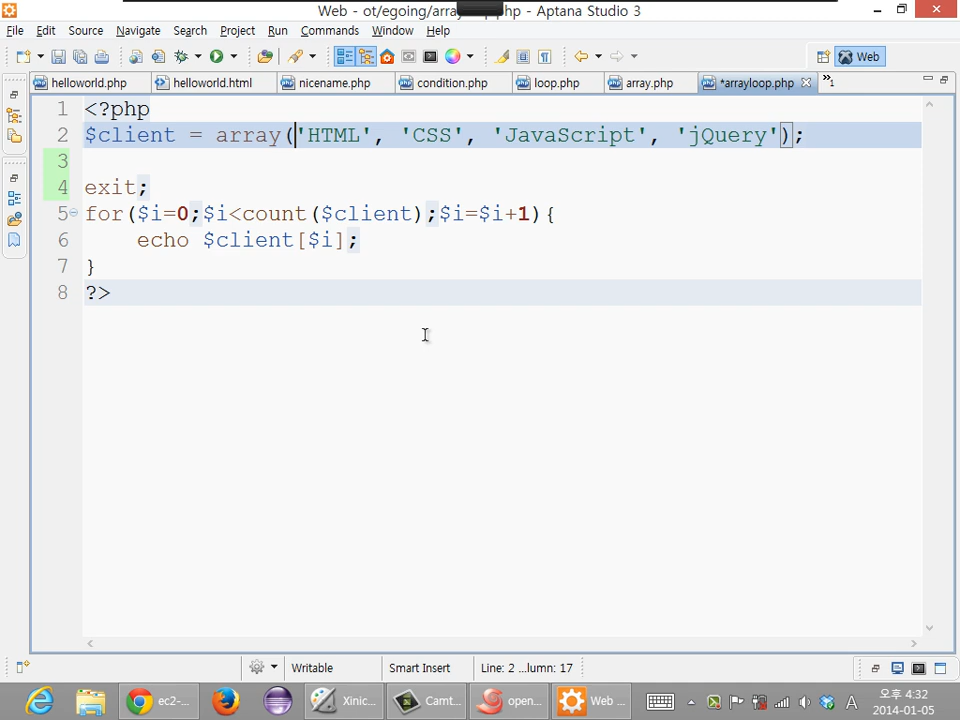 Web - ot/egoing/array    .php - Aptana Studio 3
File Edit Source Navigate Search Project Run Commands Window Help
Web
helloworld.php helloworld.html nicename.php condition.php loop.php array.php *arrayloop.php »1
1 <?php
2 $client = array('HTML', 'CSS', 'JavaScript', 'jQuery');
3
4 exit;
5 for($i=0;$i<count($client);$i=$i+1){
6 echo $client[$i];
7 }
8 ?>
Writable Smart Insert Line: 2 ...lumn: 17
ec2-... Xinic... Camt... open... Web ... A 오후 4:32
2014-01-05